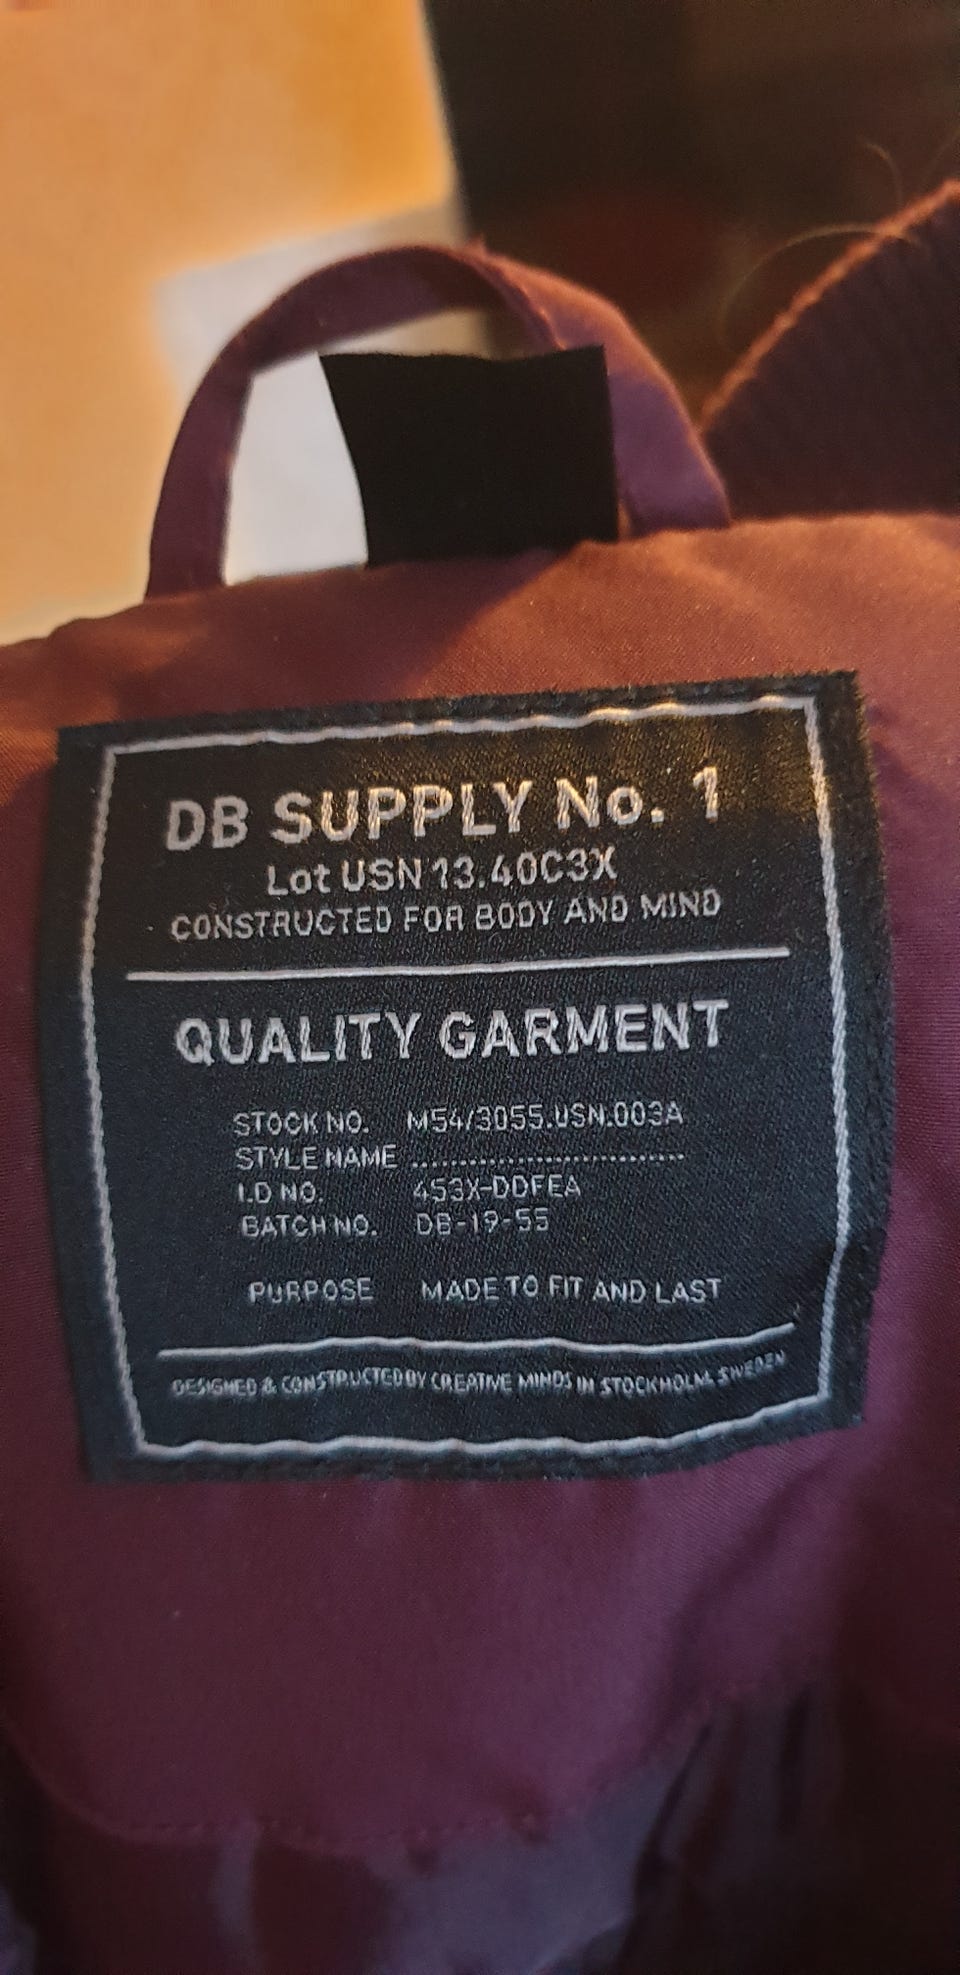 DB SUPPLY No. 1
Lot USN 13.40C3X
CONSTRUCTED FOR BODY AND MIND
QUALITY GARMENT
STOCK NO. M54/3055.USN.003A
STYLE NAME ..............................
I.D NO. 453X-DDFEA
BATCH NO. DB-19-55
PURPOSE MADE TO FIT AND LAST
DESIGNED & CONSTRUCTED BY CREATIVE MINDS IN STOCKHOLM, SWEDEN